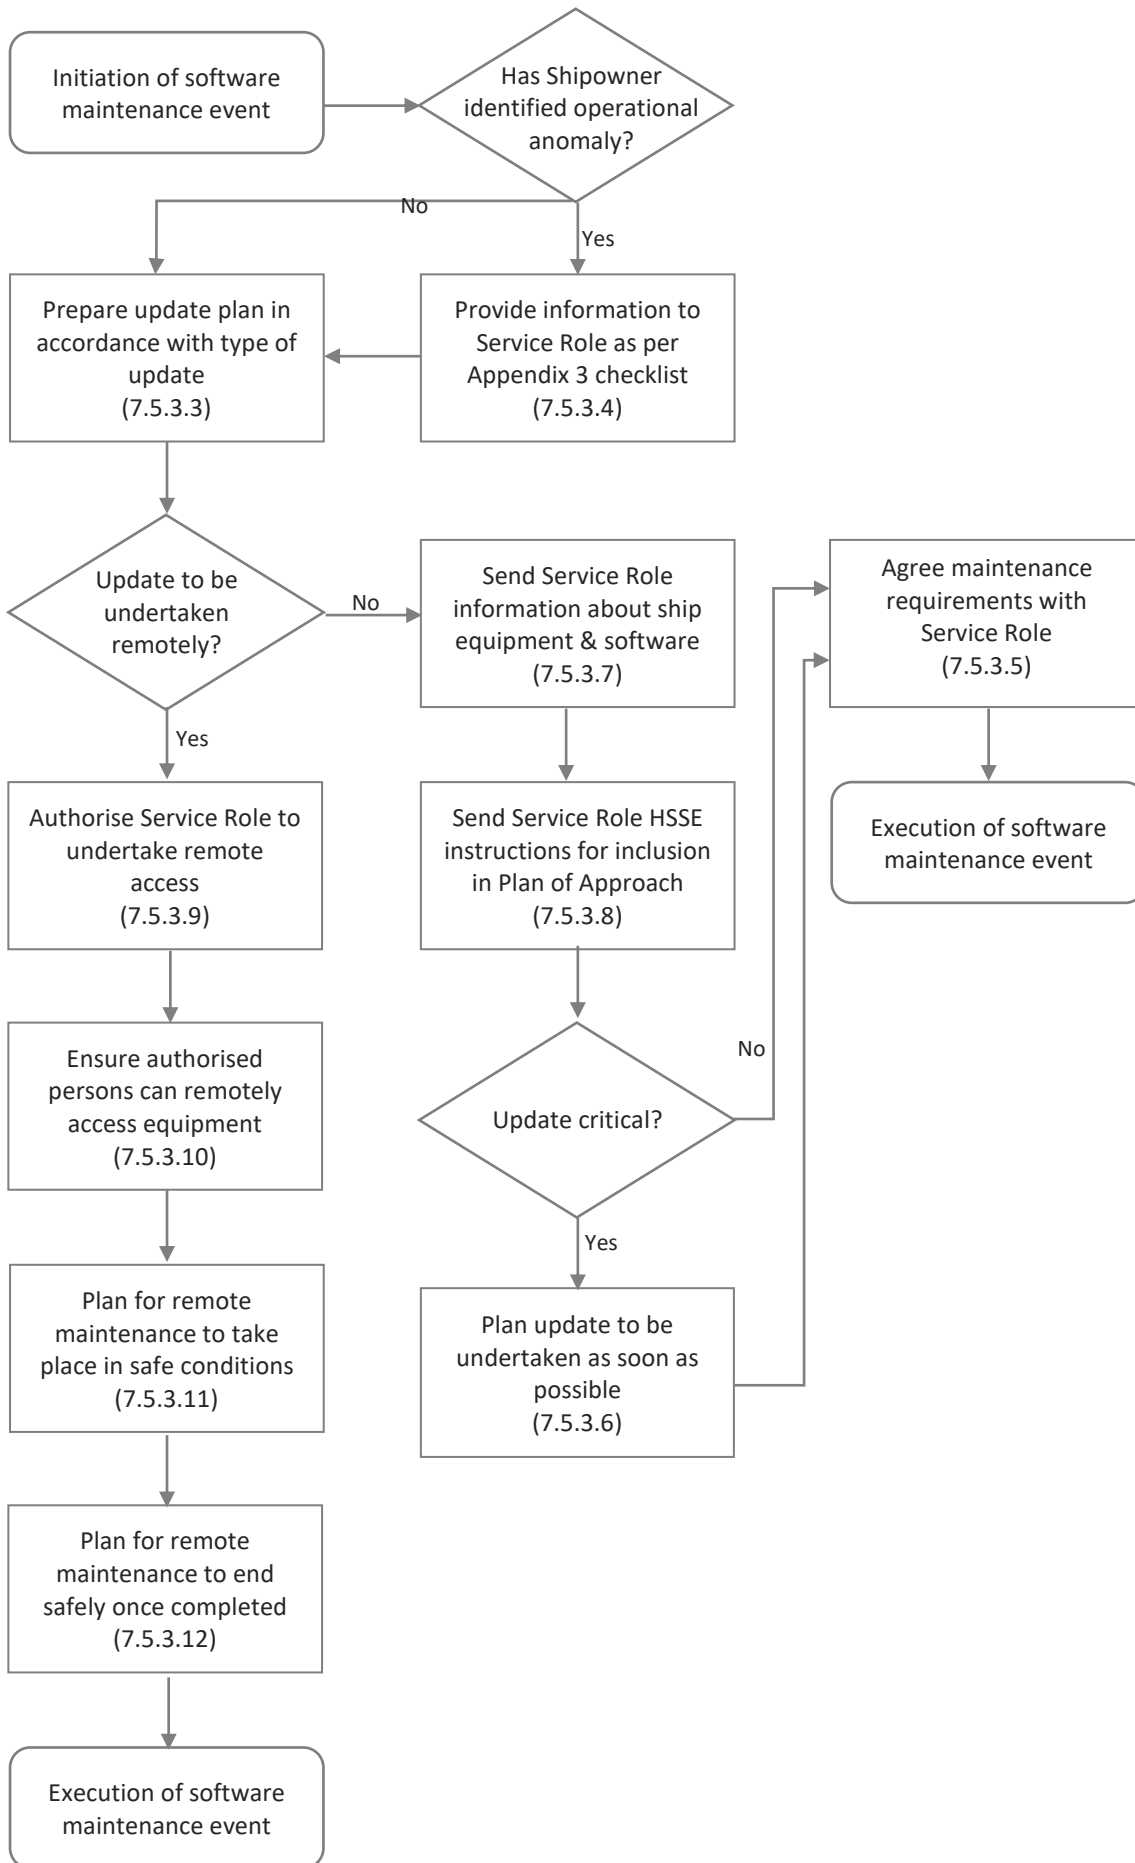 Initiation of software
maintenance event
Has Shipowner
identified operational
anomaly?
No
Yes
Prepare update plan in
accordance with type of
update
(7.5.3.3)
Provide information to
Service Role as per
Appendix 3 checklist
(7.5.3.4)
Update to be
undertaken
remotely?
No
Yes
Send Service Role
information about ship
equipment & software
(7.5.3.7)
Agree maintenance
requirements with
Service Role
(7.5.3.5)
Authorise Service Role to
undertake remote
access
(7.5.3.9)
Send Service Role HSSE
instructions for inclusion
in Plan of Approach
(7.5.3.8)
Execution of software
maintenance event
Ensure authorised
persons can remotely
access equipment
(7.5.3.10)
Update critical?
No
Yes
Plan for remote
maintenance to take
place in safe conditions
(7.5.3.11)
Plan update to be
undertaken as soon as
possible
(7.5.3.6)
Plan for remote
maintenance to end
safely once completed
(7.5.3.12)
Execution of software
maintenance event